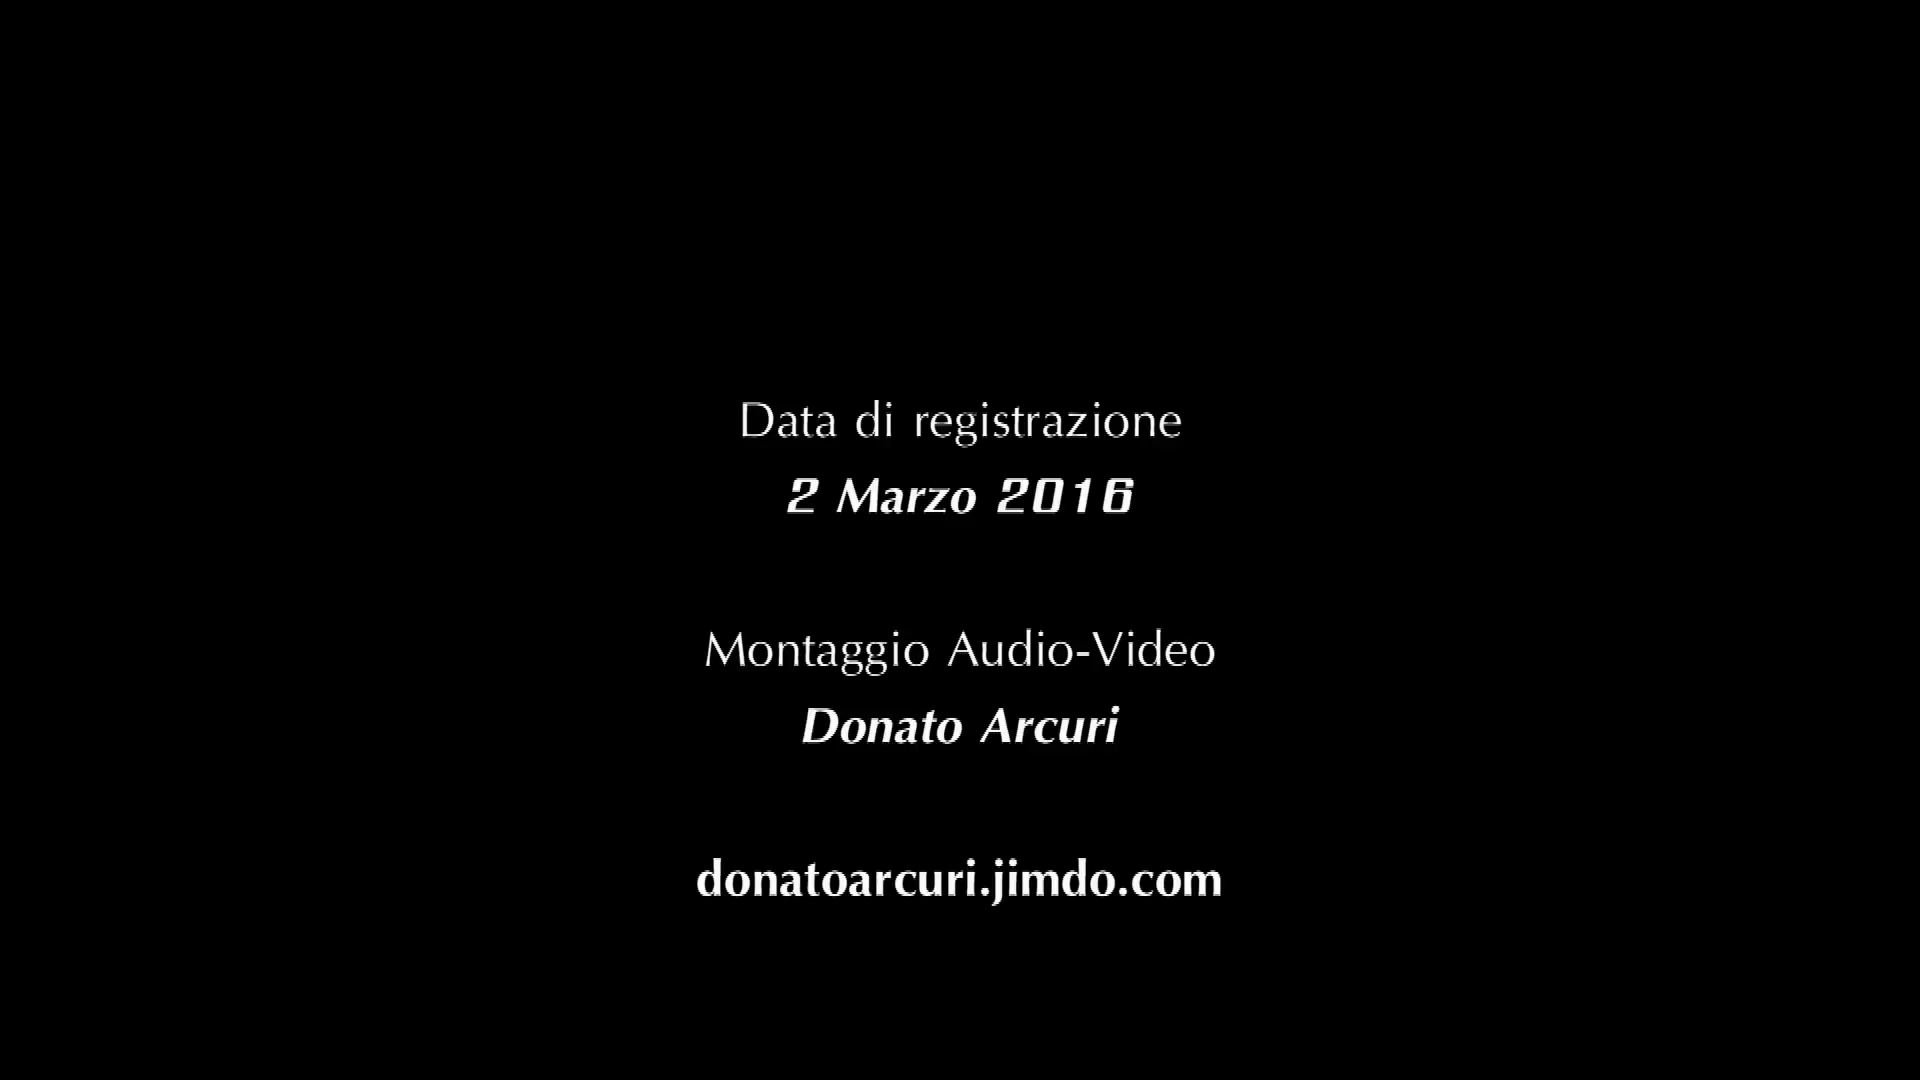 Data di registrazione
2 Marzo 2016
Montaggio Audio-Video
Donato Arcuri
donatoarcuri.jimdo.com